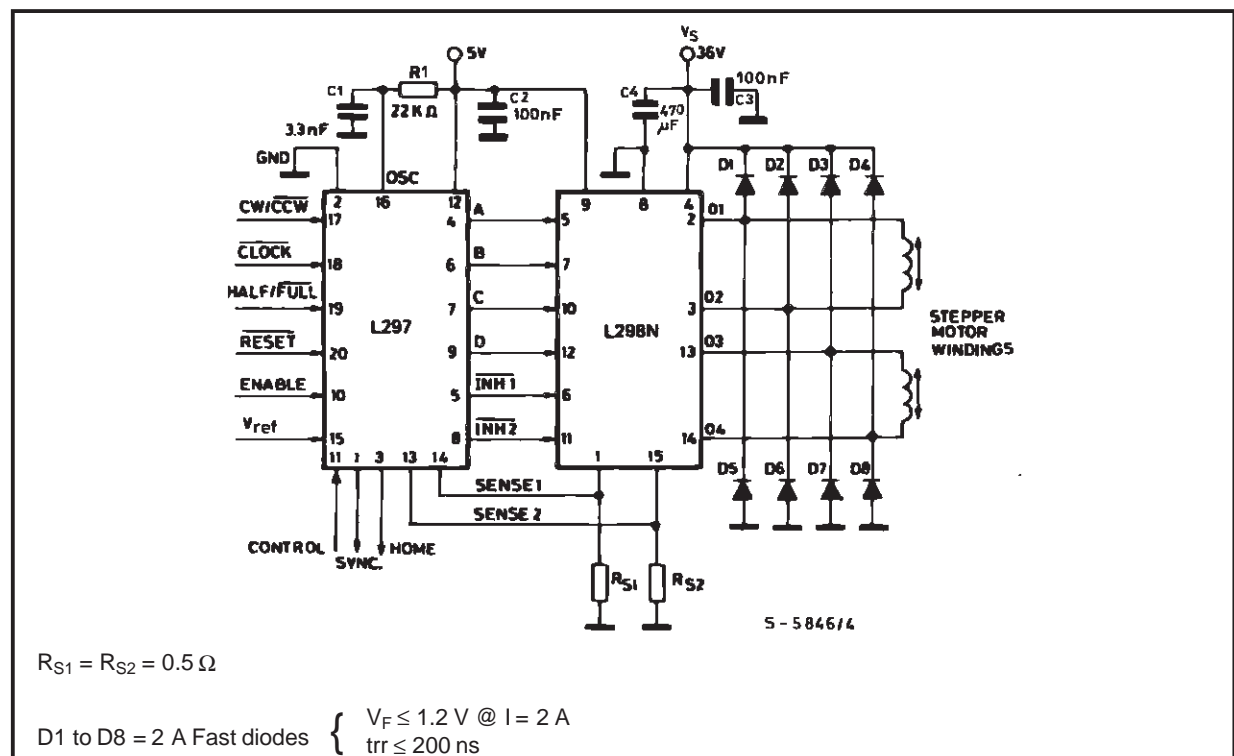 5V
VS
36V
R1
22KΩ
C1
3.3nF
C2
100nF
C4
470
µF
100nF
C3
GND
OSC
D1 D2 D3 D4
2 16 12
9 8 4
CW/CCW 17
4 A 5
2 01
CLOCK 18
6 B 7
HALF/FULL 19
7 C 10
3 02
L297
L298N
STEPPER
MOTOR
WINDINGS
RESET 20
9 D 12
13 03
ENABLE 10
5 INH1 6
Vref 15
8 INH2 11
14 04
11 1 3 13 14
1 15
D5 D6 D7 D8
SENSE1
SENSE 2
CONTROL
SYNC.
HOME
RS1
RS2
S-5846/4
RS1 = RS2 = 0.5 Ω
D1 to D8 = 2 A Fast diodes { VF ≤ 1.2 V @ I = 2 A
trr ≤ 200 ns